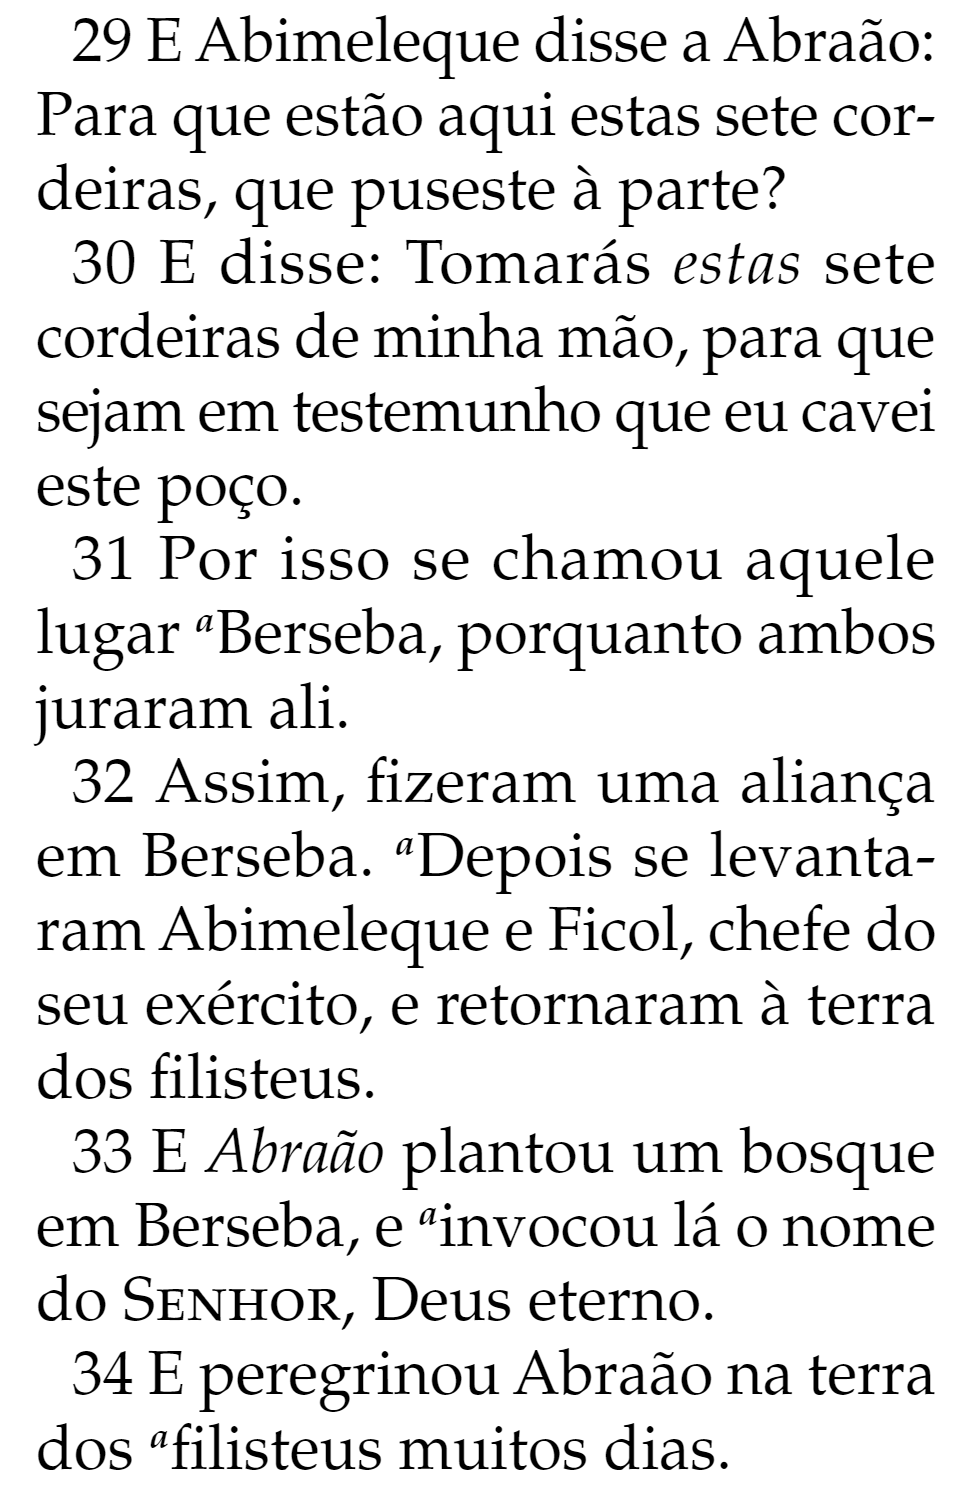 29 E Abimeleque disse a Abraão:
Para que estão aqui estas sete cor-
deiras, que puseste à parte?
30 E disse: Tomarás estas sete
cordeiras de minha mão, para que
sejam em testemunho que eu cavei
este poço.
31 Por isso se chamou aquele
lugar ᵃBerseba, porquanto ambos
juraram ali.
32 Assim, fizeram uma aliança
em Berseba. ᵃDepois se levanta-
ram Abimeleque e Ficol, chefe do
seu exército, e retornaram à terra
dos filisteus.
33 E Abraão plantou um bosque
em Berseba, e ᵃinvocou lá o nome
do SENHOR, Deus eterno.
34 E peregrinou Abraão na terra
dos ᵃfilisteus muitos dias.